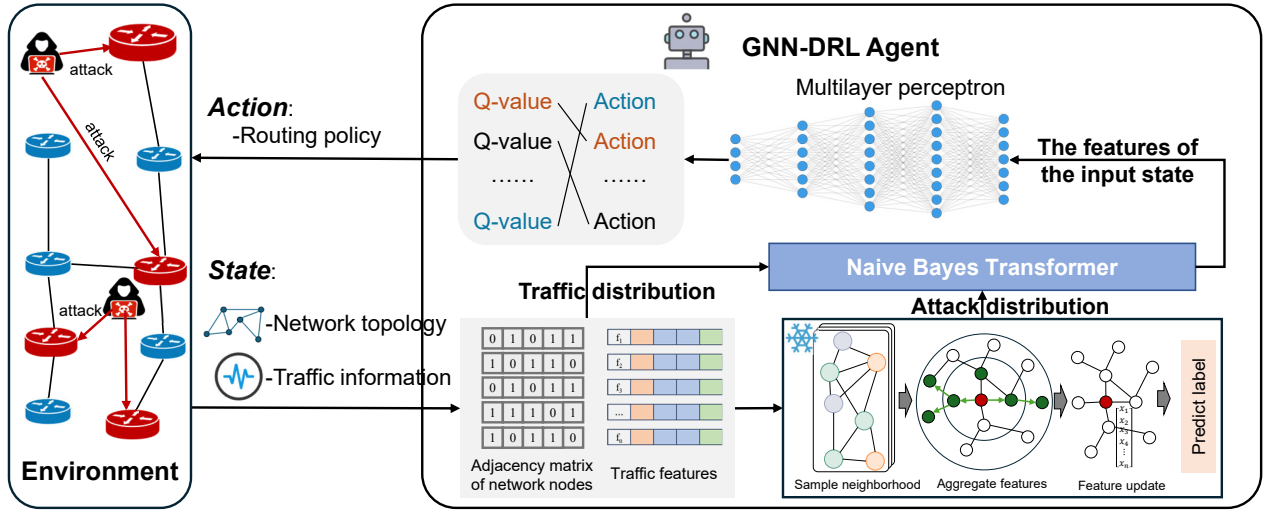 attack
attack
attack
Environment
Action:
-Routing policy
State:
-Network topology
-Traffic information
GNN-DRL Agent
Q-value Action
Q-value Action
...... ......
Q-value Action
Multilayer perceptron
The features of
the input state
Naive Bayes Transformer
Traffic distribution
Attack distribution
0 1 0 1 1
1 0 1 1 0
0 1 0 1 1
1 1 1 0 1
1 0 1 1 0
Adjacency matrix
of network nodes
f1
f2
f3
...
fn
Traffic features
Sample neighborhood
Aggregate features
x1
x2
x3
x4
⋮
xn
Feature update
Predict label